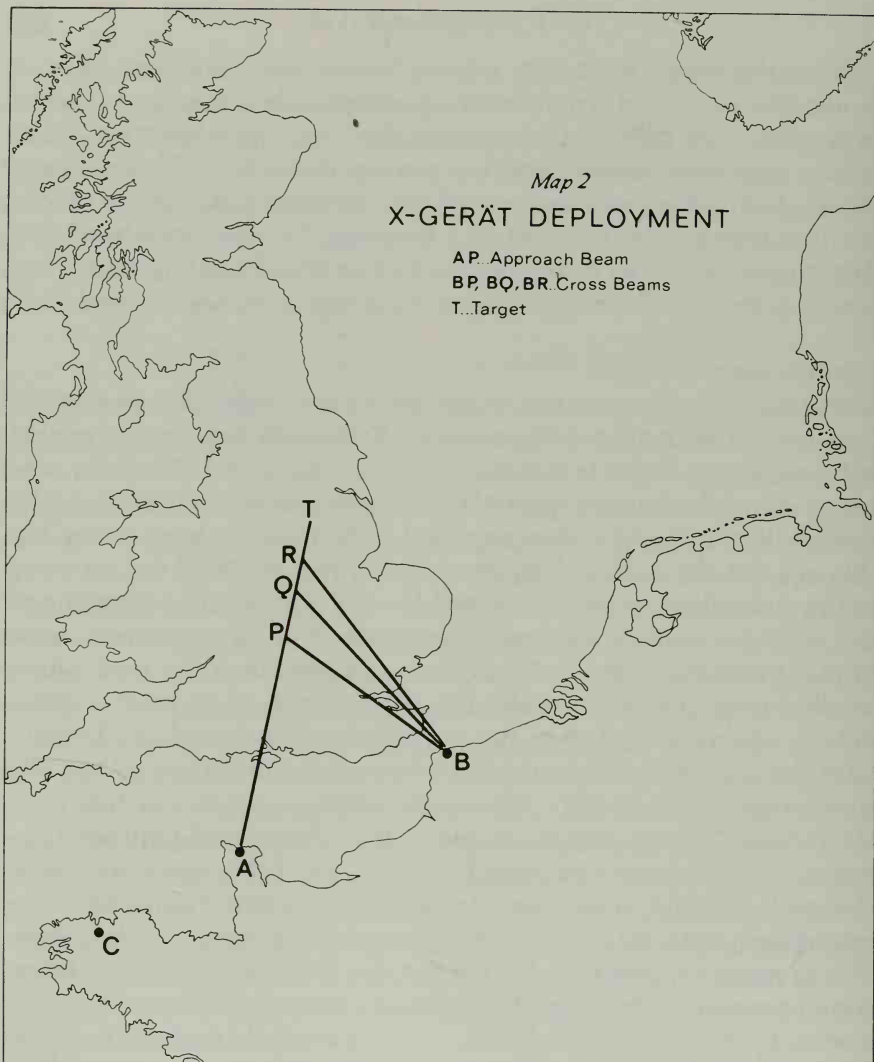 Map 2
X-GERÄT DEPLOYMENT
AP...Approach Beam
BP, BQ, BR..Cross Beams
T...Target
T
R
Q
P
B
A
C